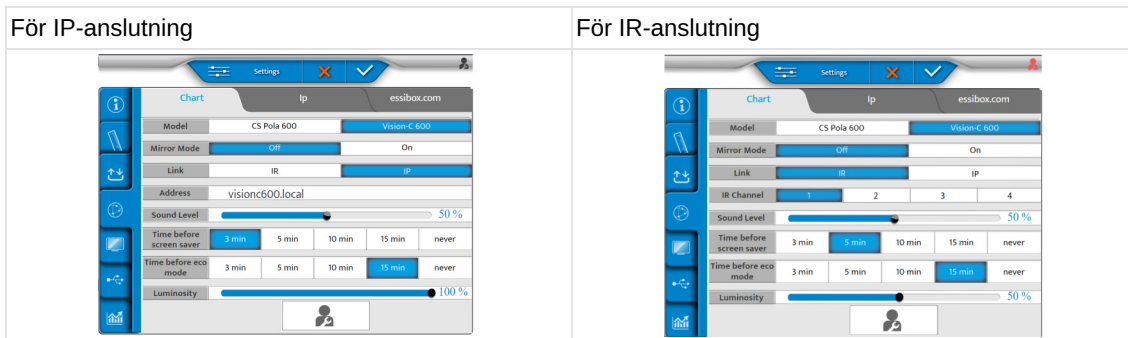 För IP-anslutning
Settings
Chart Ip essibox.com
Model CS Pola 600 Vision-C 600
Mirror Mode Off On
Link IR IP
Address visionc600.local
Sound Level 50 %
Time before screen saver 3 min 5 min 10 min 15 min never
Time before eco mode 3 min 5 min 10 min 15 min never
Luminosity 100 %
För IR-anslutning
Settings
Chart Ip essibox.com
Model CS Pola 600 Vision-C 600
Mirror Mode Off On
Link IR IP
IR Channel 1 2 3 4
Sound Level 50 %
Time before screen saver 3 min 5 min 10 min 15 min never
Time before eco mode 3 min 5 min 10 min 15 min never
Luminosity 50 %